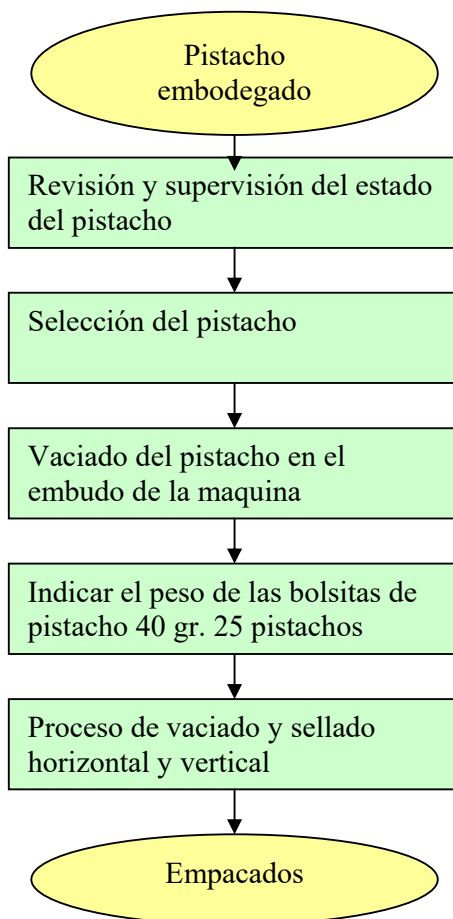 Pistacho
embodegado
Revisión y supervisión del estado
del pistacho
Selección del pistacho
Vaciado del pistacho en el
embudo de la maquina
Indicar el peso de las bolsitas de
pistacho 40 gr. 25 pistachos
Proceso de vaciado y sellado
horizontal y vertical
Empacados